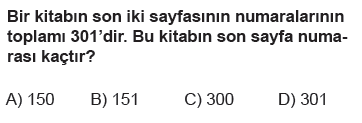 Bir kitabın son iki sayfasının numaralarının
toplamı 301'dir. Bu kitabın son sayfa numa-
rası kaçtır?
A) 150 B) 151 C) 300 D) 301